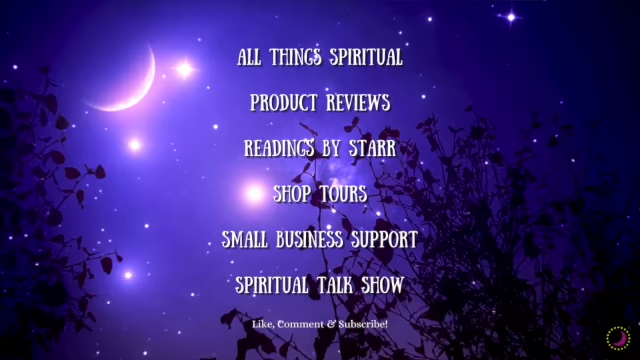 ALL THINGS SPIRITUAL
PRODUCT REVIEWS
READINGS BY STARR
SHOP TOURS
SMALL BUSINESS SUPPORT
SPIRITUAL TALK SHOW
Like, Comment & Subscribe!